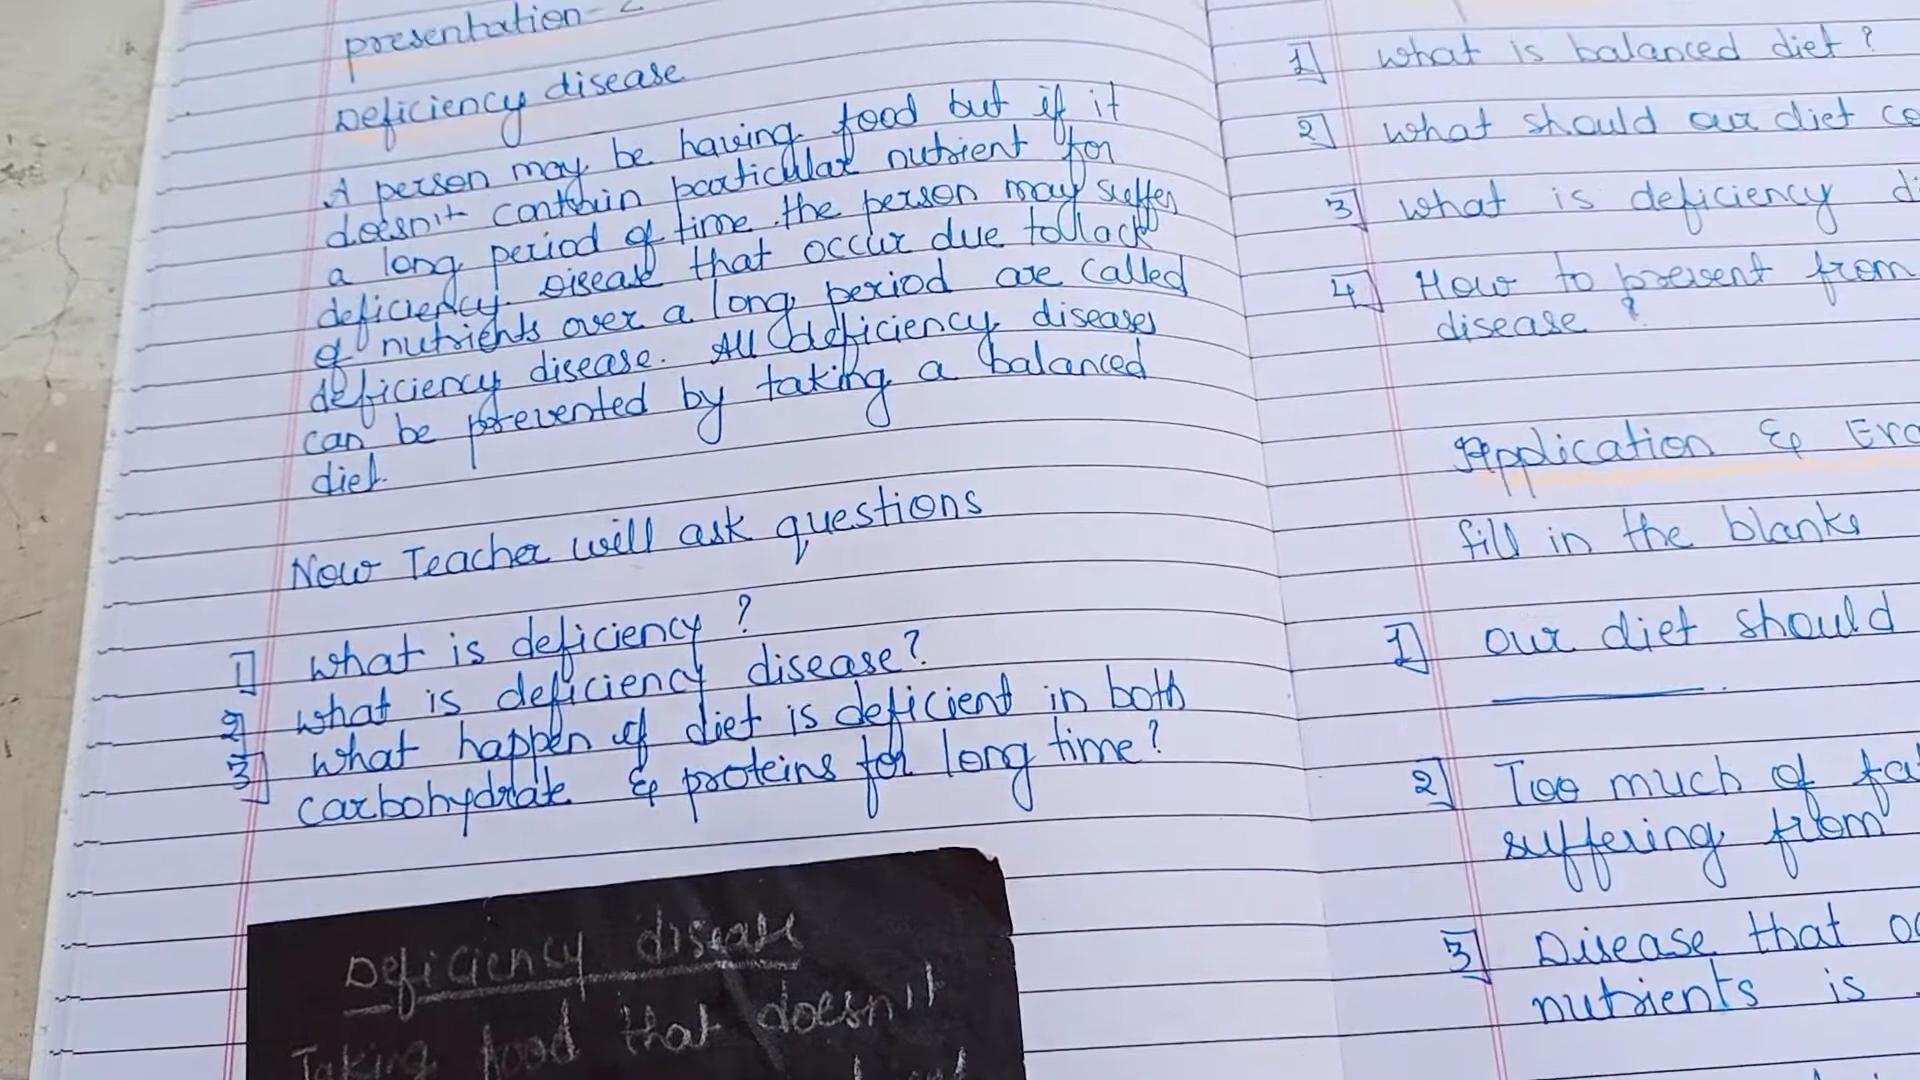 presentation-2
Deficiency disease
A person may be having food but if it
doesn't contain particular nutrient for
a long period of time the person may suffer
deficiency. Disease that occur due to lack
of nutrients over a long period are called
deficiency disease. All deficiency diseases
can be prevented by taking a balanced
diet.
Now Teacher will ask questions
1] what is deficiency ?
2] what is deficiency disease?
3] what happen if diet is deficient in both
carbohydrate & proteins for long time?
Deficiency disease
Taking food that doesn't
1] what is balanced diet ?
2] what should our diet
3] what is deficiency
4] How to prevent from
disease ?
Application &
fill in the blanks
1] our diet should
2] Too much of
suffering from
3] Disease that
nutrients is